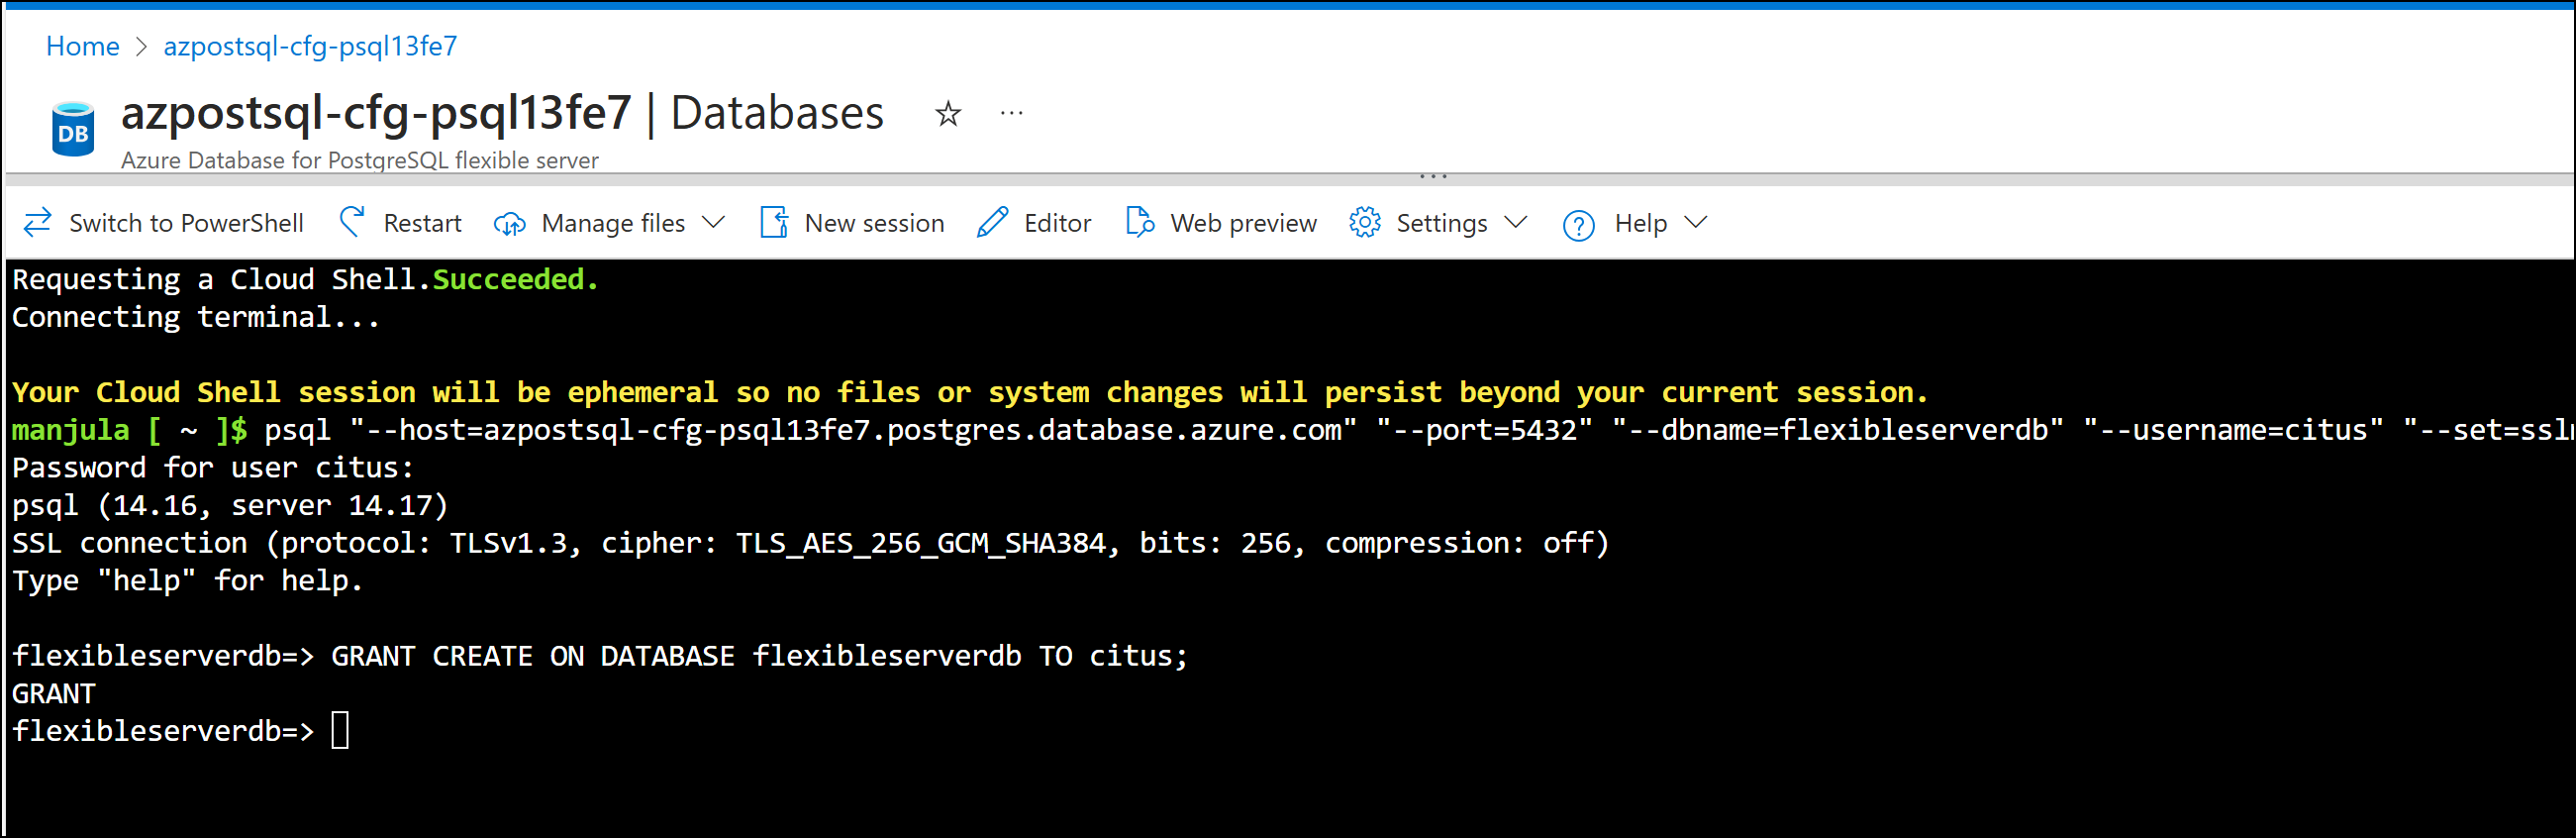 Home > azpostsql-cfg-psql13fe7
azpostsql-cfg-psql13fe7 | Databases
DB
Azure Database for PostgreSQL flexible server
Switch to PowerShell Restart Manage files New session Editor Web preview Settings Help
Requesting a Cloud Shell.Succeeded.
Connecting terminal...
Your Cloud Shell session will be ephemeral so no files or system changes will persist beyond your current session.
manjula [ ~ ]$ psql "--host=azpostsql-cfg-psql13fe7.postgres.database.azure.com" "--port=5432" "--dbname=flexibleserverdb" "--username=citus" "--set=ssl
Password for user citus:
psql (14.16, server 14.17)
SSL connection (protocol: TLSv1.3, cipher: TLS_AES_256_GCM_SHA384, bits: 256, compression: off)
Type "help" for help.
flexibleserverdb=> GRANT CREATE ON DATABASE flexibleserverdb TO citus;
GRANT
flexibleserverdb=>